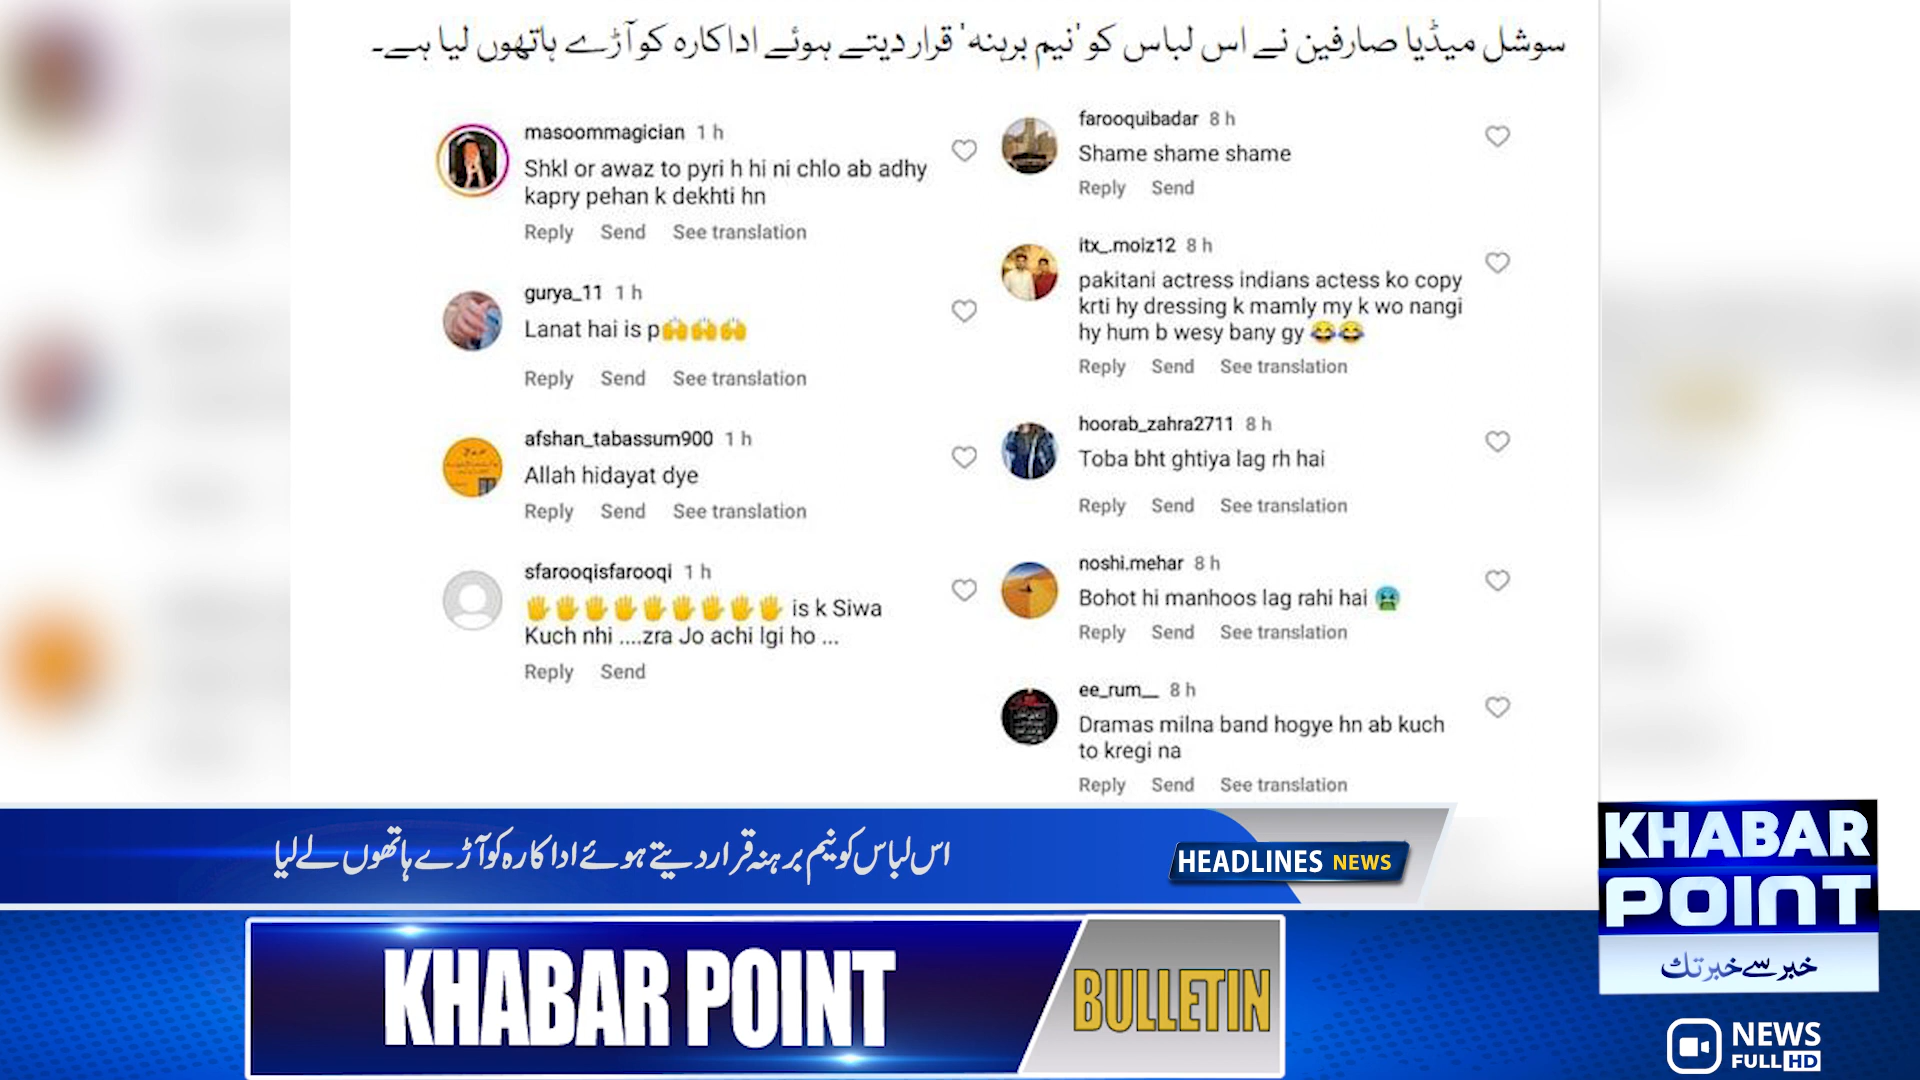 سوشل میڈیا صارفین نے اس لباس کو 'نیم برہنہ' قرار دیتے ہوئے اداکارہ کو آڑے ہاتھوں لیا ہے۔
masoommagician 1 h
Shkl or awaz to pyri h hi ni chlo ab adhy
kapry pehan k dekhti hn
Reply Send See translation
gurya_11 1 h
Lanat hai is p🙌🙌🙌
Reply Send See translation
afshan_tabassum900 1 h
Allah hidayat dye
Reply Send See translation
sfarooqisfarooqi 1 h
🖐🖐🖐🖐🖐🖐🖐🖐🖐 is k Siwa
Kuch nhi ....zra Jo achi lgi ho ...
Reply Send
farooquibadar 8 h
Shame shame shame
Reply Send
itx_.moiz12 8 h
pakitani actress indians actess ko copy
krti hy dressing k mamly my k wo nangi
hy hum b wesy bany gy 😂😂
Reply Send See translation
hoorab_zahra2711 8 h
Toba bht ghtiya lag rh hai
Reply Send See translation
noshi.mehar 8 h
Bohot hi manhoos lag rahi hai 🤮
Reply Send See translation
ee_rum__ 8 h
Dramas milna band hogye hn ab kuch
to kregi na
Reply Send See translation
اس لباس کو نیم برہنہ قرار دیتے ہوئے اداکارہ کو آڑے ہاتھوں لے لیا
HEADLINES NEWS
KHABAR POINT
BULLETIN
KHABAR
POINT
خبر سے خبر تک
NEWS
FULL HD